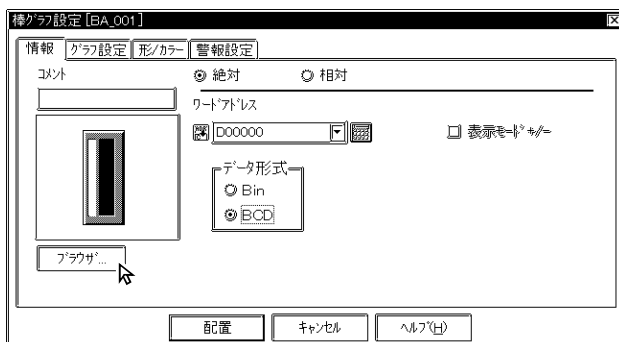 棒ｸﾞﾗﾌ設定 [BA_001]
情報 ｸﾞﾗﾌ設定 形/ｶﾗｰ 警報設定
ｺﾒﾝﾄ
絶対 相対
ﾜｰﾄﾞｱﾄﾞﾚｽ
D00000
表示ﾓｰﾄﾞ +/-
データ形式
Bin
BCD
ﾌﾞﾗｳｻﾞ...
配置 ｷｬﾝｾﾙ ﾍﾙﾌﾟ(H)